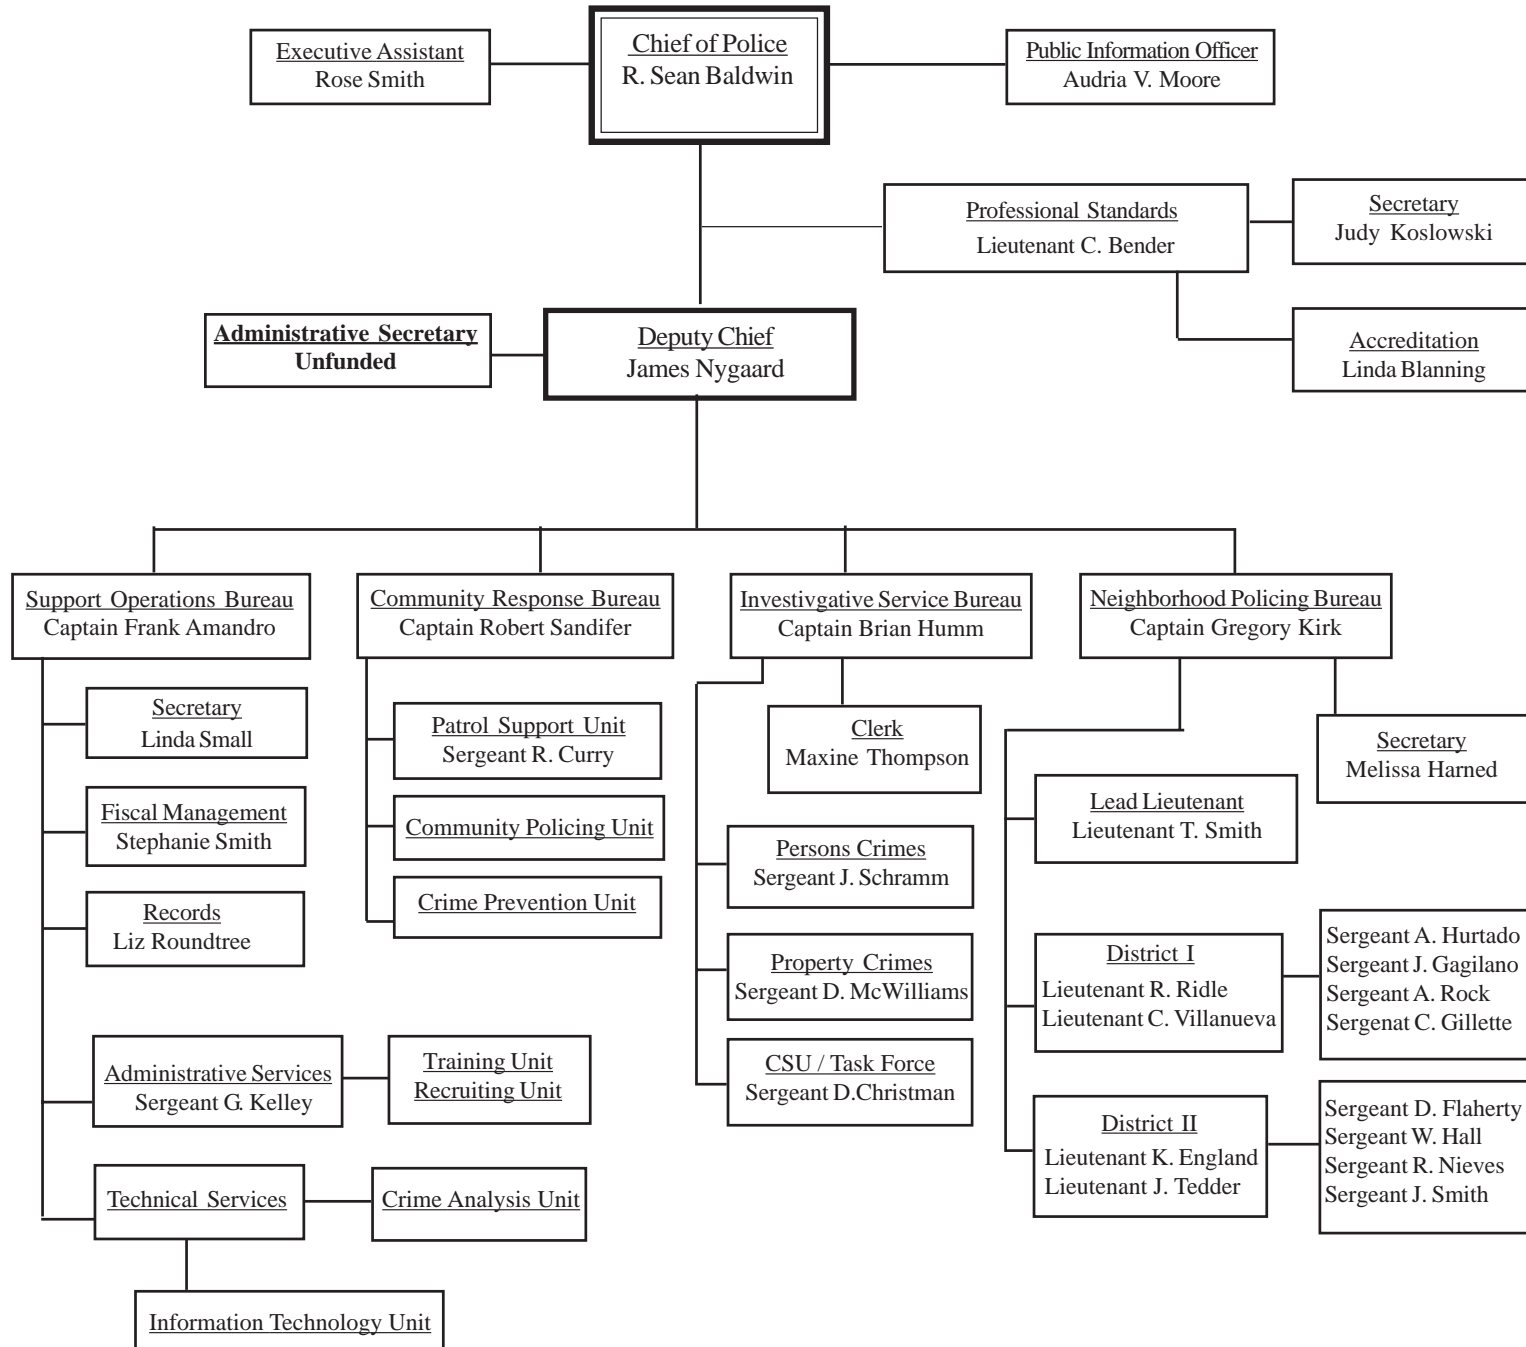 Executive Assistant
Rose Smith
Chief of Police
R. Sean Baldwin
Public Information Officer
Audria V. Moore
Professional Standards
Lieutenant C. Bender
Secretary
Judy Koslowski
Accreditation
Linda Blanning
Administrative Secretary
Unfunded
Deputy Chief
James Nygaard
Support Operations Bureau
Captain Frank Amandro
Secretary
Linda Small
Fiscal Management
Stephanie Smith
Records
Liz Roundtree
Administrative Services
Sergeant G. Kelley
Training Unit
Recruiting Unit
Technical Services
Crime Analysis Unit
Information Technology Unit
Community Response Bureau
Captain Robert Sandifer
Patrol Support Unit
Sergeant R. Curry
Community Policing Unit
Crime Prevention Unit
Investivgative Service Bureau
Captain Brian Humm
Clerk
Maxine Thompson
Persons Crimes
Sergeant J. Schramm
Property Crimes
Sergeant D. McWilliams
CSU / Task Force
Sergeant D.Christman
Neighborhood Policing Bureau
Captain Gregory Kirk
Secretary
Melissa Harned
Lead Lieutenant
Lieutenant T. Smith
District I
Lieutenant R. Ridle
Lieutenant C. Villanueva
Sergeant A. Hurtado
Sergeant J. Gagilano
Sergeant A. Rock
Sergenat C. Gillette
District II
Lieutenant K. England
Lieutenant J. Tedder
Sergeant D. Flaherty
Sergeant W. Hall
Sergeant R. Nieves
Sergeant J. Smith